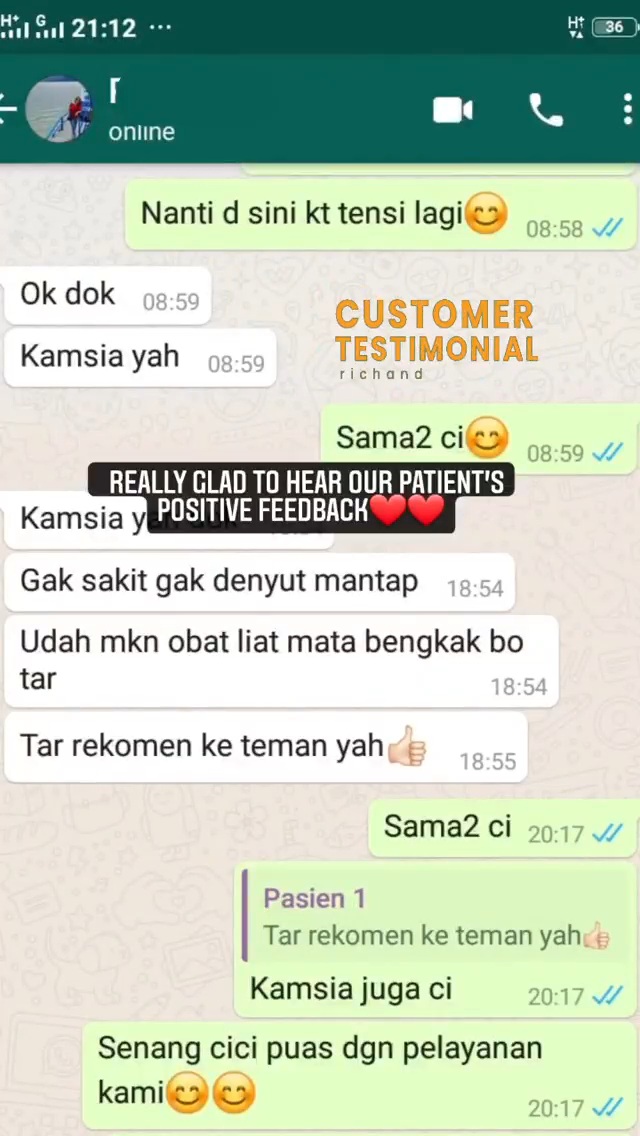 21:12 ...
36
online
Nanti d sini kt tensi lagi😊 08:58
Ok dok 08:59
Kamsia yah 08:59
CUSTOMER
TESTIMONIAL
richand
Sama2 ci😊 08:59
REALLY GLAD TO HEAR OUR PATIENT'S
POSITIVE FEEDBACK❤️❤️
Kamsia
Gak sakit gak denyut mantap 18:54
Udah mkn obat liat mata bengkak bo
tar 18:54
Tar rekomen ke teman yah👍🏻 18:55
Sama2 ci 20:17
Pasien 1
Tar rekomen ke teman yah👍🏻
Kamsia juga ci 20:17
Senang cici puas dgn pelayanan
kami😊😊 20:17